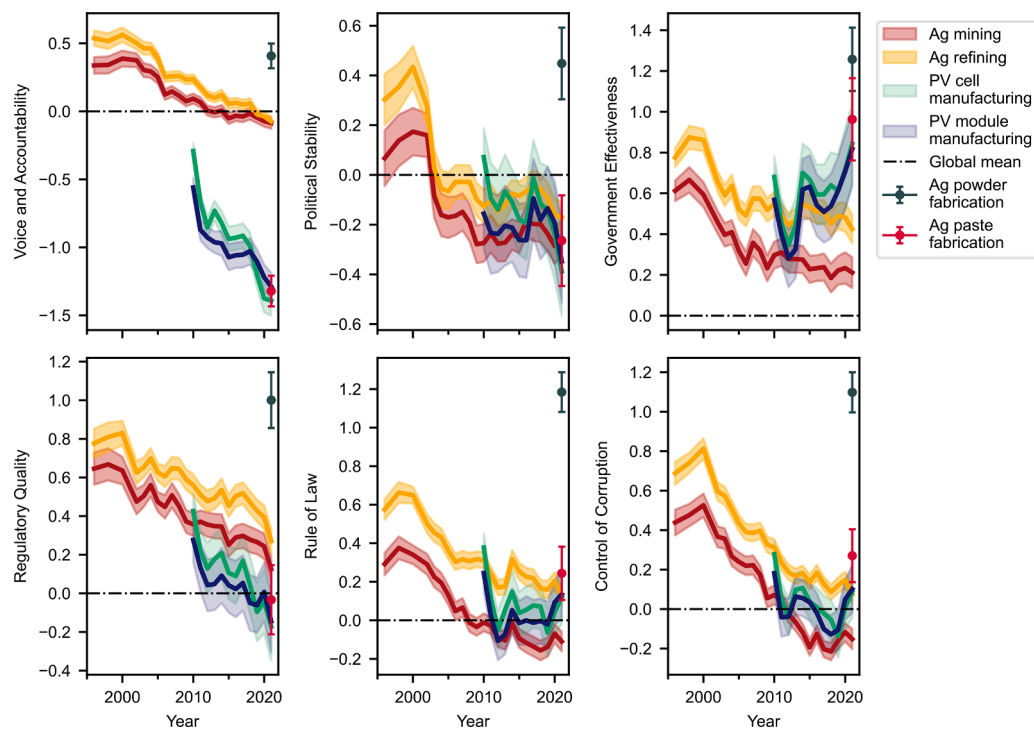 Voice and Accountability
0.5
0.0
−0.5
−1.0
−1.5
2000
2010
2020
Political Stability
0.6
0.4
0.2
0.0
−0.2
−0.4
−0.6
Government Effectiveness
1.4
1.2
1.0
0.8
0.6
0.4
0.2
0.0
Ag mining
Ag refining
PV cell
manufacturing
PV module
manufacturing
Global mean
Ag powder
fabrication
Ag paste
fabrication
Regulatory Quality
1.2
1.0
0.8
0.6
0.4
0.2
0.0
−0.2
−0.4
2000
2010
2020
Year
Rule of Law
1.2
1.0
0.8
0.6
0.4
0.2
0.0
−0.2
2000
2010
2020
Year
Control of Corruption
1.2
1.0
0.8
0.6
0.4
0.2
0.0
−0.2
2000
2010
2020
Year